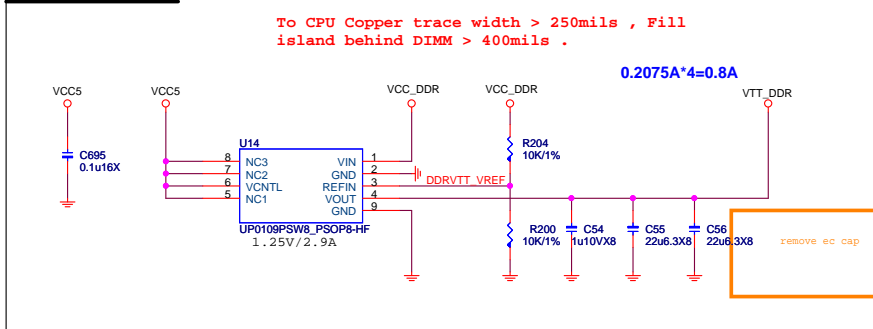 To CPU Copper trace width > 250mils , Fill
island behind DIMM > 400mils .
0.2075A*4=0.8A
VCC5
VCC5
VCC_DDR
VCC_DDR
VTT_DDR
C695
0.1u16X
U14
8 NC3 VIN 1
7 NC2 GND 2
6 VCNTL REFIN 3
5 NC1 VOUT 4
GND 9
UP0109PSW8_PSOP8-HF
1.25V/2.9A
DDRVTT_VREF
R204
10K/1%
R200
10K/1%
C54
1u10VX8
C55
22u6.3X8
C56
22u6.3X8
remove ec cap